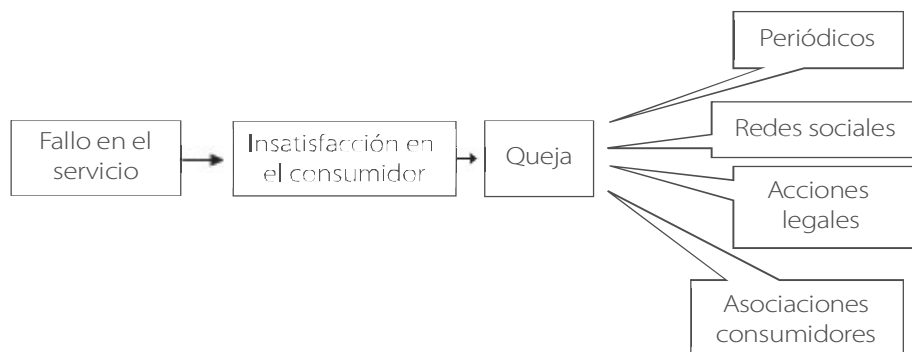 Periódicos
Fallo en el
servicio
Insatisfacción en
el consumidor
Queja
Redes sociales
Acciones
legales
Asociaciones
consumidores